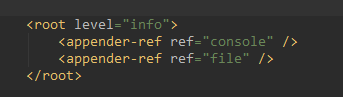 <root level="info">
    <appender-ref ref="console" />
    <appender-ref ref="file" />
</root>